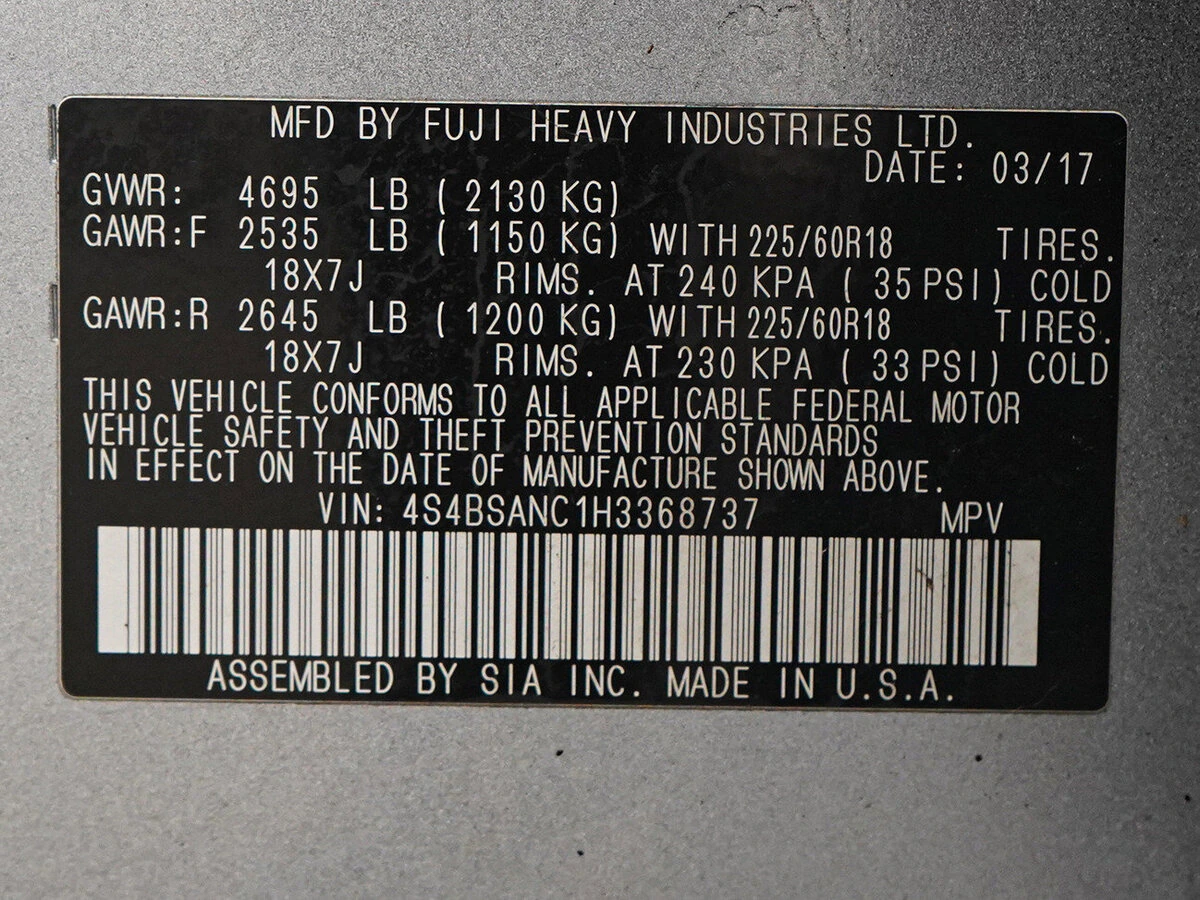 MFD BY FUJI HEAVY INDUSTRIES LTD.
DATE: 03/17
GVWR: 4695 LB ( 2130 KG)
GAWR:F 2535 LB ( 1150 KG) WITH 225/60R18 TIRES.
18X7J RIMS. AT 240 KPA ( 35 PSI) COLD
GAWR:R 2645 LB ( 1200 KG) WITH 225/60R18 TIRES.
18X7J RIMS. AT 230 KPA ( 33 PSI) COLD
THIS VEHICLE CONFORMS TO ALL APPLICABLE FEDERAL MOTOR
VEHICLE SAFETY AND THEFT PREVENTION STANDARDS
IN EFFECT ON THE DATE OF MANUFACTURE SHOWN ABOVE.
VIN: 4S4BSANC1H3368737 MPV
ASSEMBLED BY SIA INC. MADE IN U.S.A.